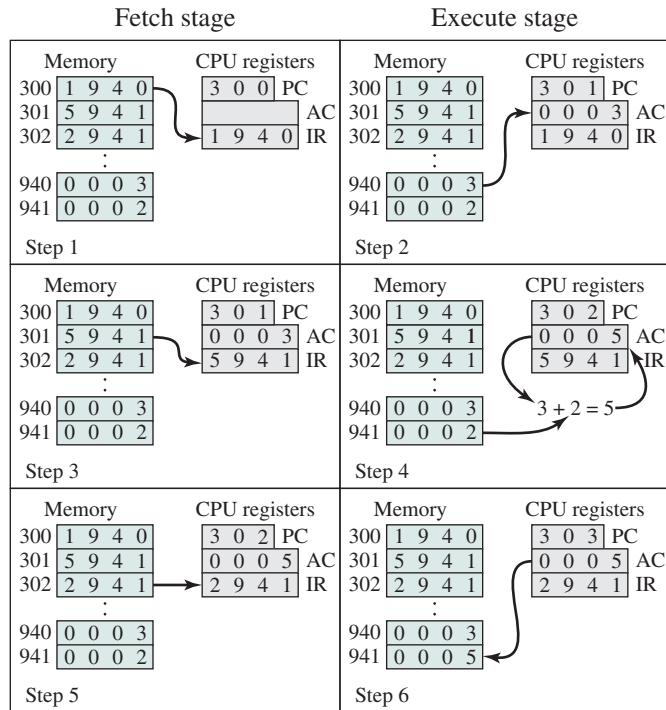 Fetch stage
Execute stage
Memory CPU registers
300 1 9 4 0 3 0 0 PC
301 5 9 4 1 AC
302 2 9 4 1 1 9 4 0 IR
940 0 0 0 3
941 0 0 0 2
Step 1
Memory CPU registers
300 1 9 4 0 3 0 1 PC
301 5 9 4 1 0 0 0 3 AC
302 2 9 4 1 1 9 4 0 IR
940 0 0 0 3
941 0 0 0 2
Step 2
Memory CPU registers
300 1 9 4 0 3 0 1 PC
301 5 9 4 1 0 0 0 3 AC
302 2 9 4 1 5 9 4 1 IR
940 0 0 0 3
941 0 0 0 2
Step 3
Memory CPU registers
300 1 9 4 0 3 0 2 PC
301 5 9 4 1 0 0 0 5 AC
302 2 9 4 1 5 9 4 1 IR
940 0 0 0 3 3 + 2 = 5
941 0 0 0 2
Step 4
Memory CPU registers
300 1 9 4 0 3 0 2 PC
301 5 9 4 1 0 0 0 5 AC
302 2 9 4 1 2 9 4 1 IR
940 0 0 0 3
941 0 0 0 2
Step 5
Memory CPU registers
300 1 9 4 0 3 0 3 PC
301 5 9 4 1 0 0 0 5 AC
302 2 9 4 1 2 9 4 1 IR
940 0 0 0 3
941 0 0 0 5
Step 6